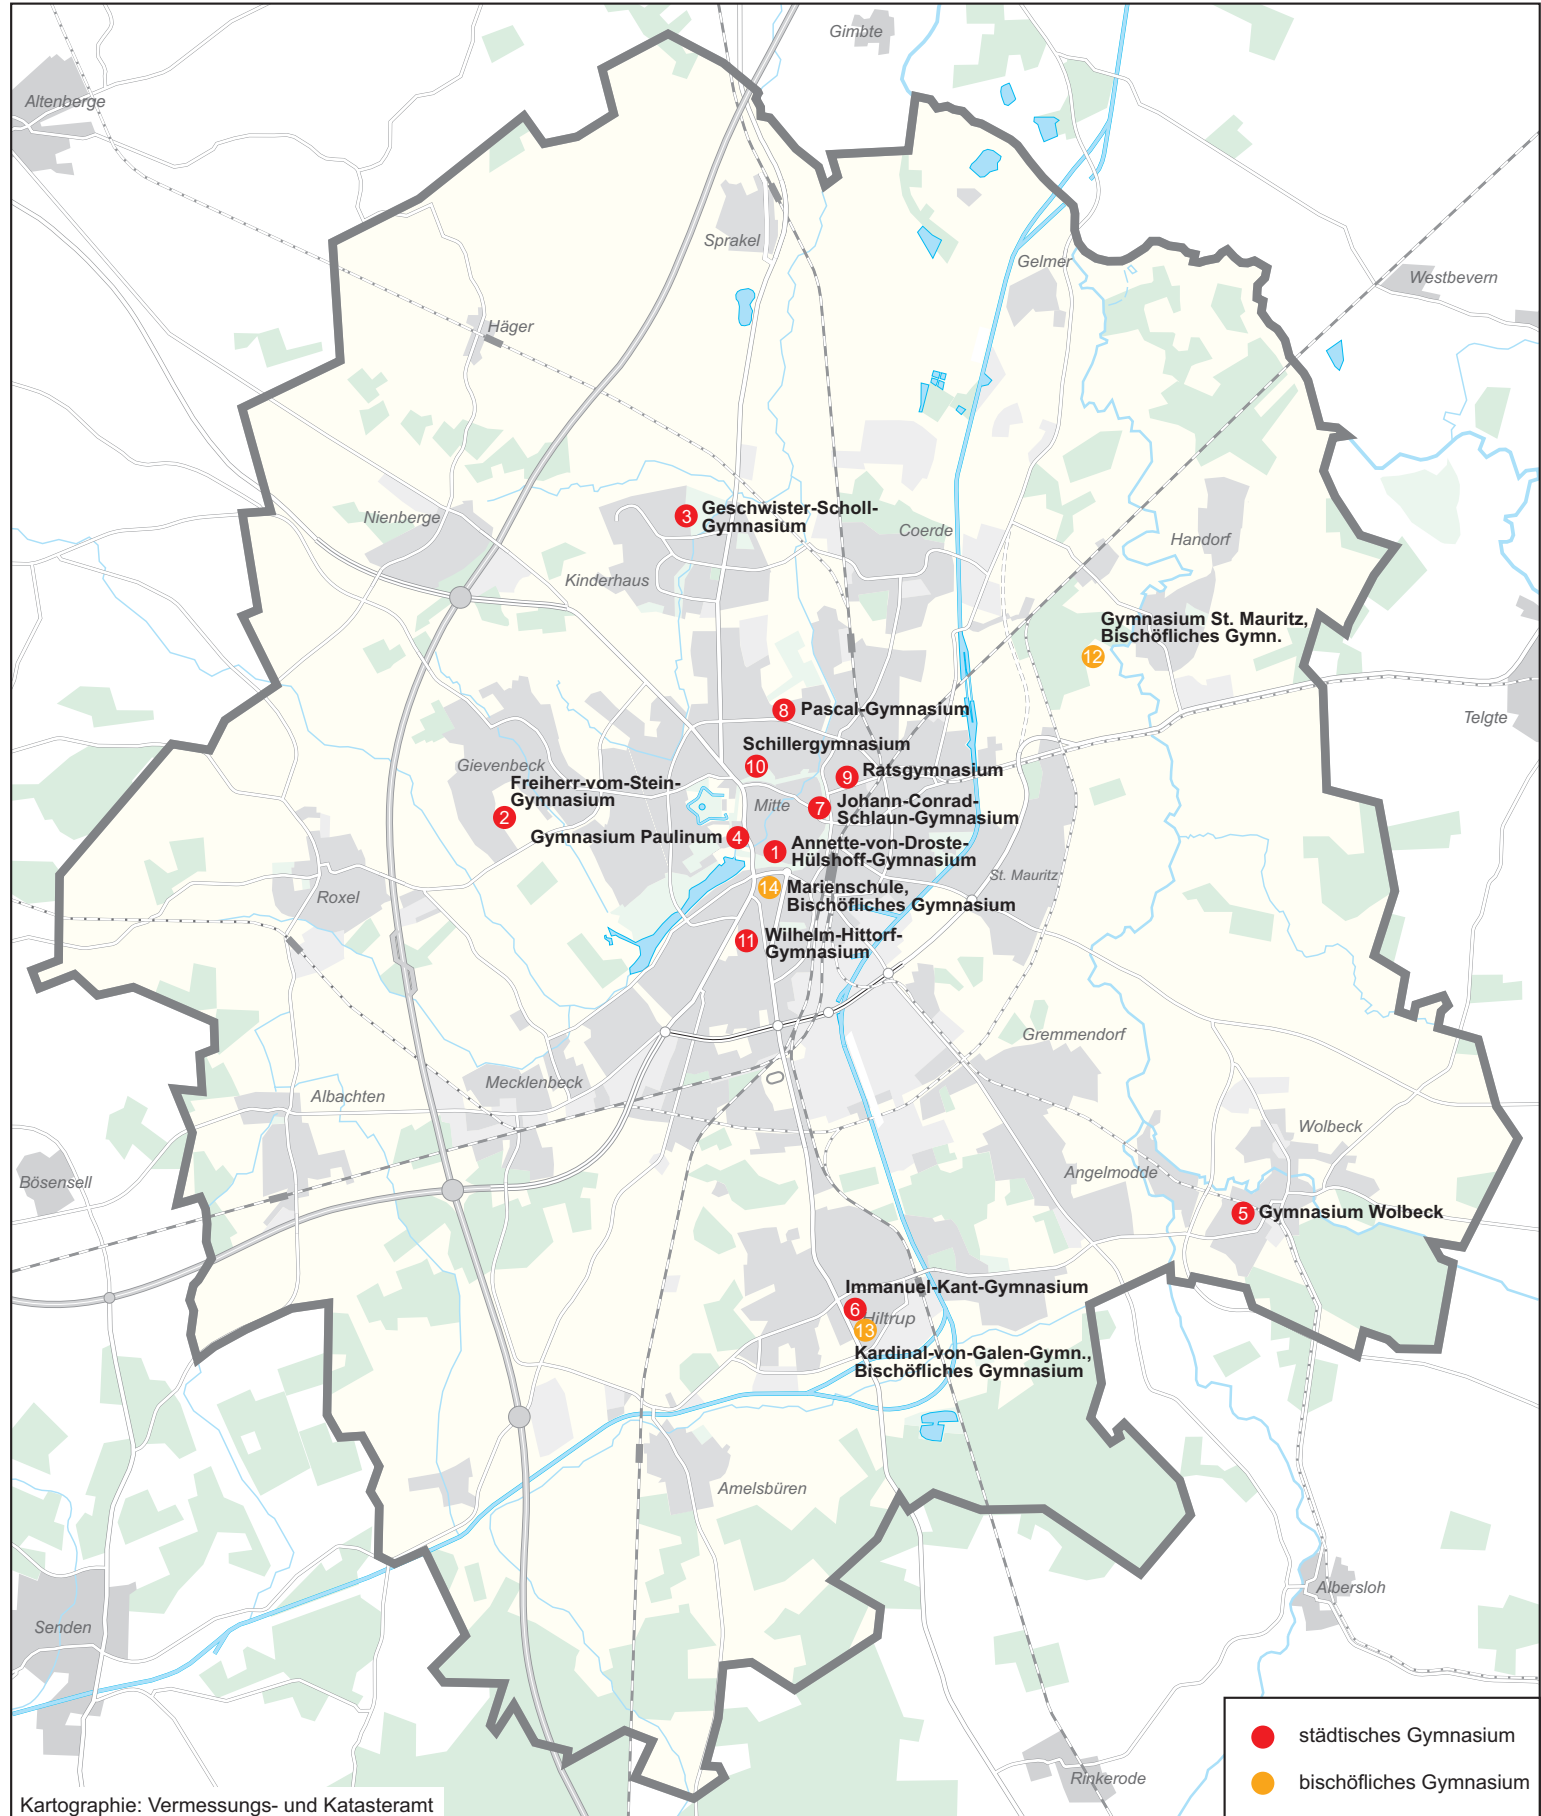 Gimbte
Altenberge
Sprakel
Gelmer
Westbevern
Häger
3
Geschwister-Scholl-
Gymnasium
Nienberge
Coerde
Handorf
Kinderhaus
Gymnasium St. Mauritz,
Bischöfliches Gymn.
12
8
Pascal-Gymnasium
Telgte
Schillergymnasium
10
Gievenbeck
9
Ratsgymnasium
Freiherr-vom-Stein-
Gymnasium
2
Mitte
7
Johann-Conrad-
Schlaun-Gymnasium
Gymnasium Paulinum
4
1
Annette-von-Droste-
Hülshoff-Gymnasium
St. Mauritz
14
Marienschule,
Bischöfliches Gymnasium
Roxel
11
Wilhelm-Hittorf-
Gymnasium
Gremmendorf
Mecklenbeck
Albachten
Wolbeck
Angelmodde
Bösensell
5
Gymnasium Wolbeck
Immanuel-Kant-Gymnasium
6
Hiltrup
13
Kardinal-von-Galen-Gymn.,
Bischöfliches Gymnasium
Amelsbüren
Albersloh
Senden
Rinkerode
städtisches Gymnasium
bischöfliches Gymnasium
Kartographie: Vermessungs- und Katasteramt